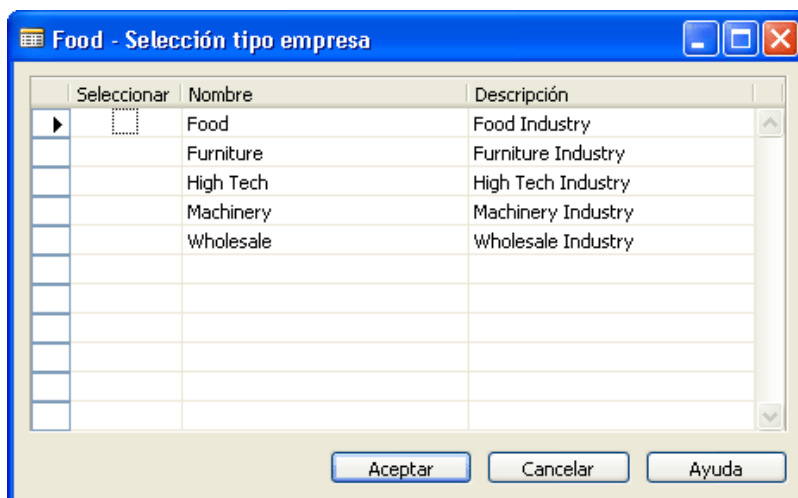 Food - Selección tipo empresa
Seleccionar Nombre Descripción
Food Food Industry
Furniture Furniture Industry
High Tech High Tech Industry
Machinery Machinery Industry
Wholesale Wholesale Industry
Aceptar Cancelar Ayuda